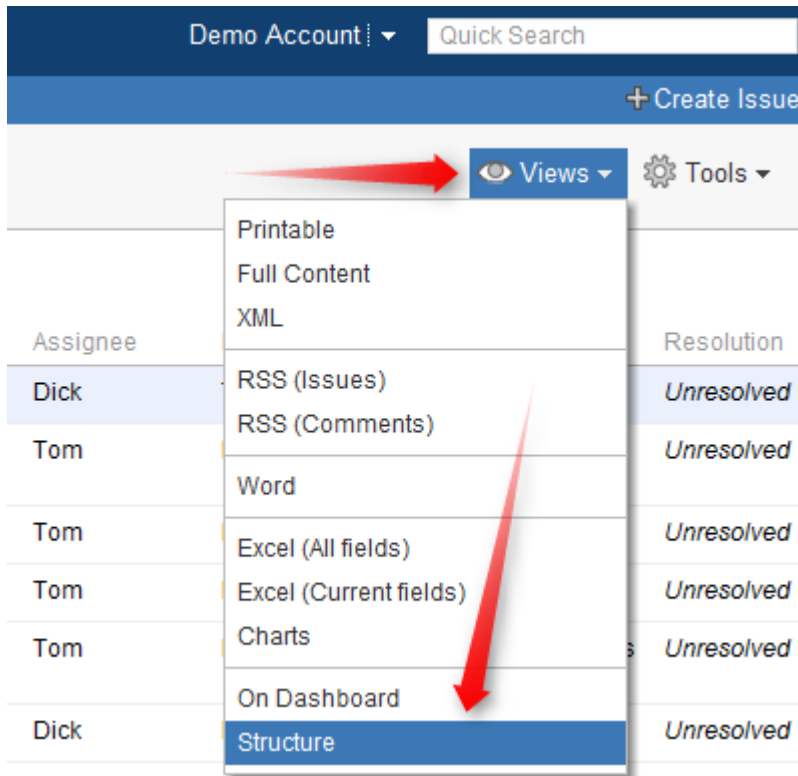 Demo Account Quick Search
Create Issue
Views Tools
Printable
Full Content
XML
Assignee Resolution
RSS (Issues)
Dick Unresolved
RSS (Comments)
Tom Unresolved
Word
Tom Unresolved
Excel (All fields)
Tom Excel (Current fields) Unresolved
Charts
Tom s Unresolved
On Dashboard
Dick Unresolved
Structure